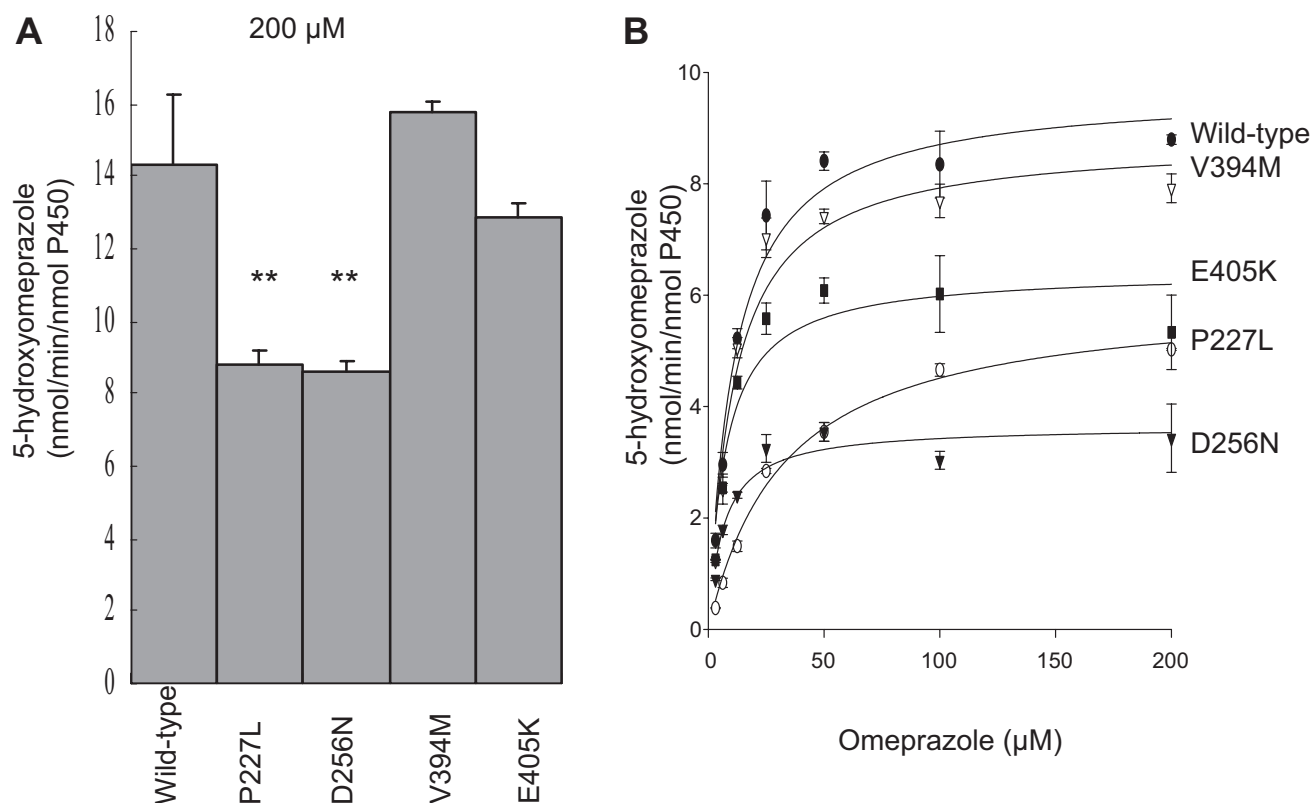 A
200 µM
5-hydroxyomeprazole
(nmol/min/nmol P450)
18
16
14
12
10
8
6
4
2
0
**
**
Wild-type
P227L
D256N
V394M
E405K
B
5-hydroxyomeprazole
(nmol/min/nmol P450)
10
8
6
4
2
0
0
50
100
150
200
Wild-type
V394M
E405K
P227L
D256N
Omeprazole (µM)